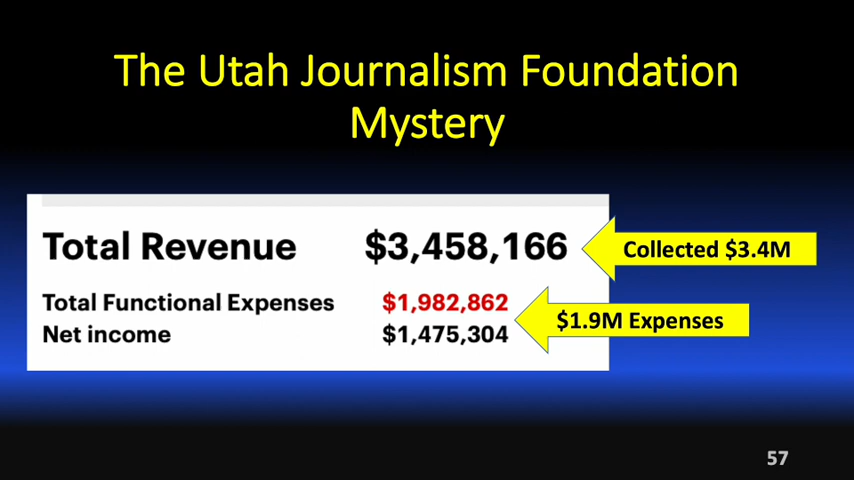 The Utah Journalism Foundation
Mystery
Total Revenue $3,458,166
Collected $3.4M
Total Functional Expenses $1,982,862
$1.9M Expenses
Net income $1,475,304
57